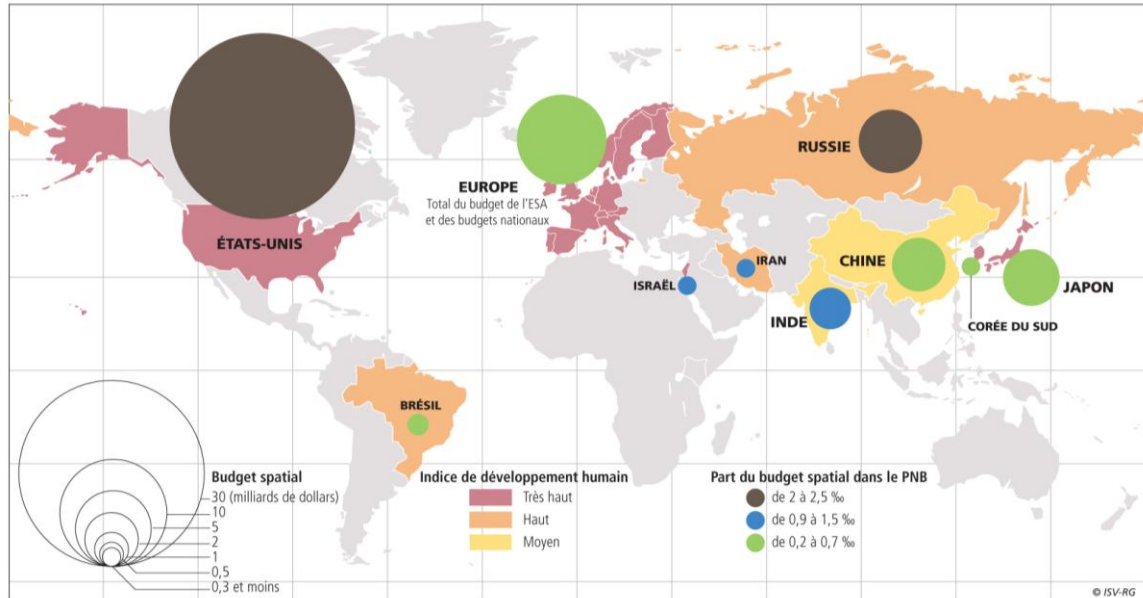 RUSSIE
EUROPE
Total du budget de l'ESA
et des budgets nationaux
ÉTATS-UNIS
IRAN
CHINE
ISRAËL
JAPON
INDE
CORÉE DU SUD
BRÉSIL
Budget spatial
30 (milliards de dollars)
10
5
2
1
0,5
0,3 et moins
Indice de développement humain
Très haut
Haut
Moyen
Part du budget spatial dans le PNB
de 2 à 2,5 ‰
de 0,9 à 1,5 ‰
de 0,2 à 0,7 ‰
© ISV-RG